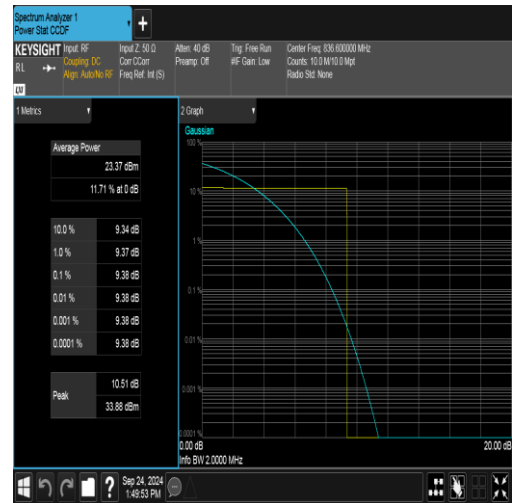 Spectrum Analyzer 1
Power Stat CCDF
+
KEYSIGHT
RL
LXI
Input: RF
Coupling: DC
Align: Auto/No RF
Input Z: 50 Ω
Corr CCorr
Freq Ref: Int (S)
Atten: 40 dB
Preamp: Off
Trig: Free Run
#IF Gain: Low
Center Freq: 836.600000 MHz
Counts: 10.0 M/10.0 Mpt
Radio Std: None
1 Metrics
Average Power
23.37 dBm
11.71 % at 0 dB
10.0 % 9.34 dB
1.0 % 9.37 dB
0.1 % 9.38 dB
0.01 % 9.38 dB
0.001 % 9.38 dB
0.0001 % 9.38 dB
Peak
10.51 dB
33.88 dBm
2 Graph
Gaussian
100 %
10 %
1 %
0.1 %
0.01 %
0.001 %
0.0001 %
0.00 dB
20.00 dB
Info BW 2.0000 MHz
?
Sep 24, 2024
1:49:53 PM